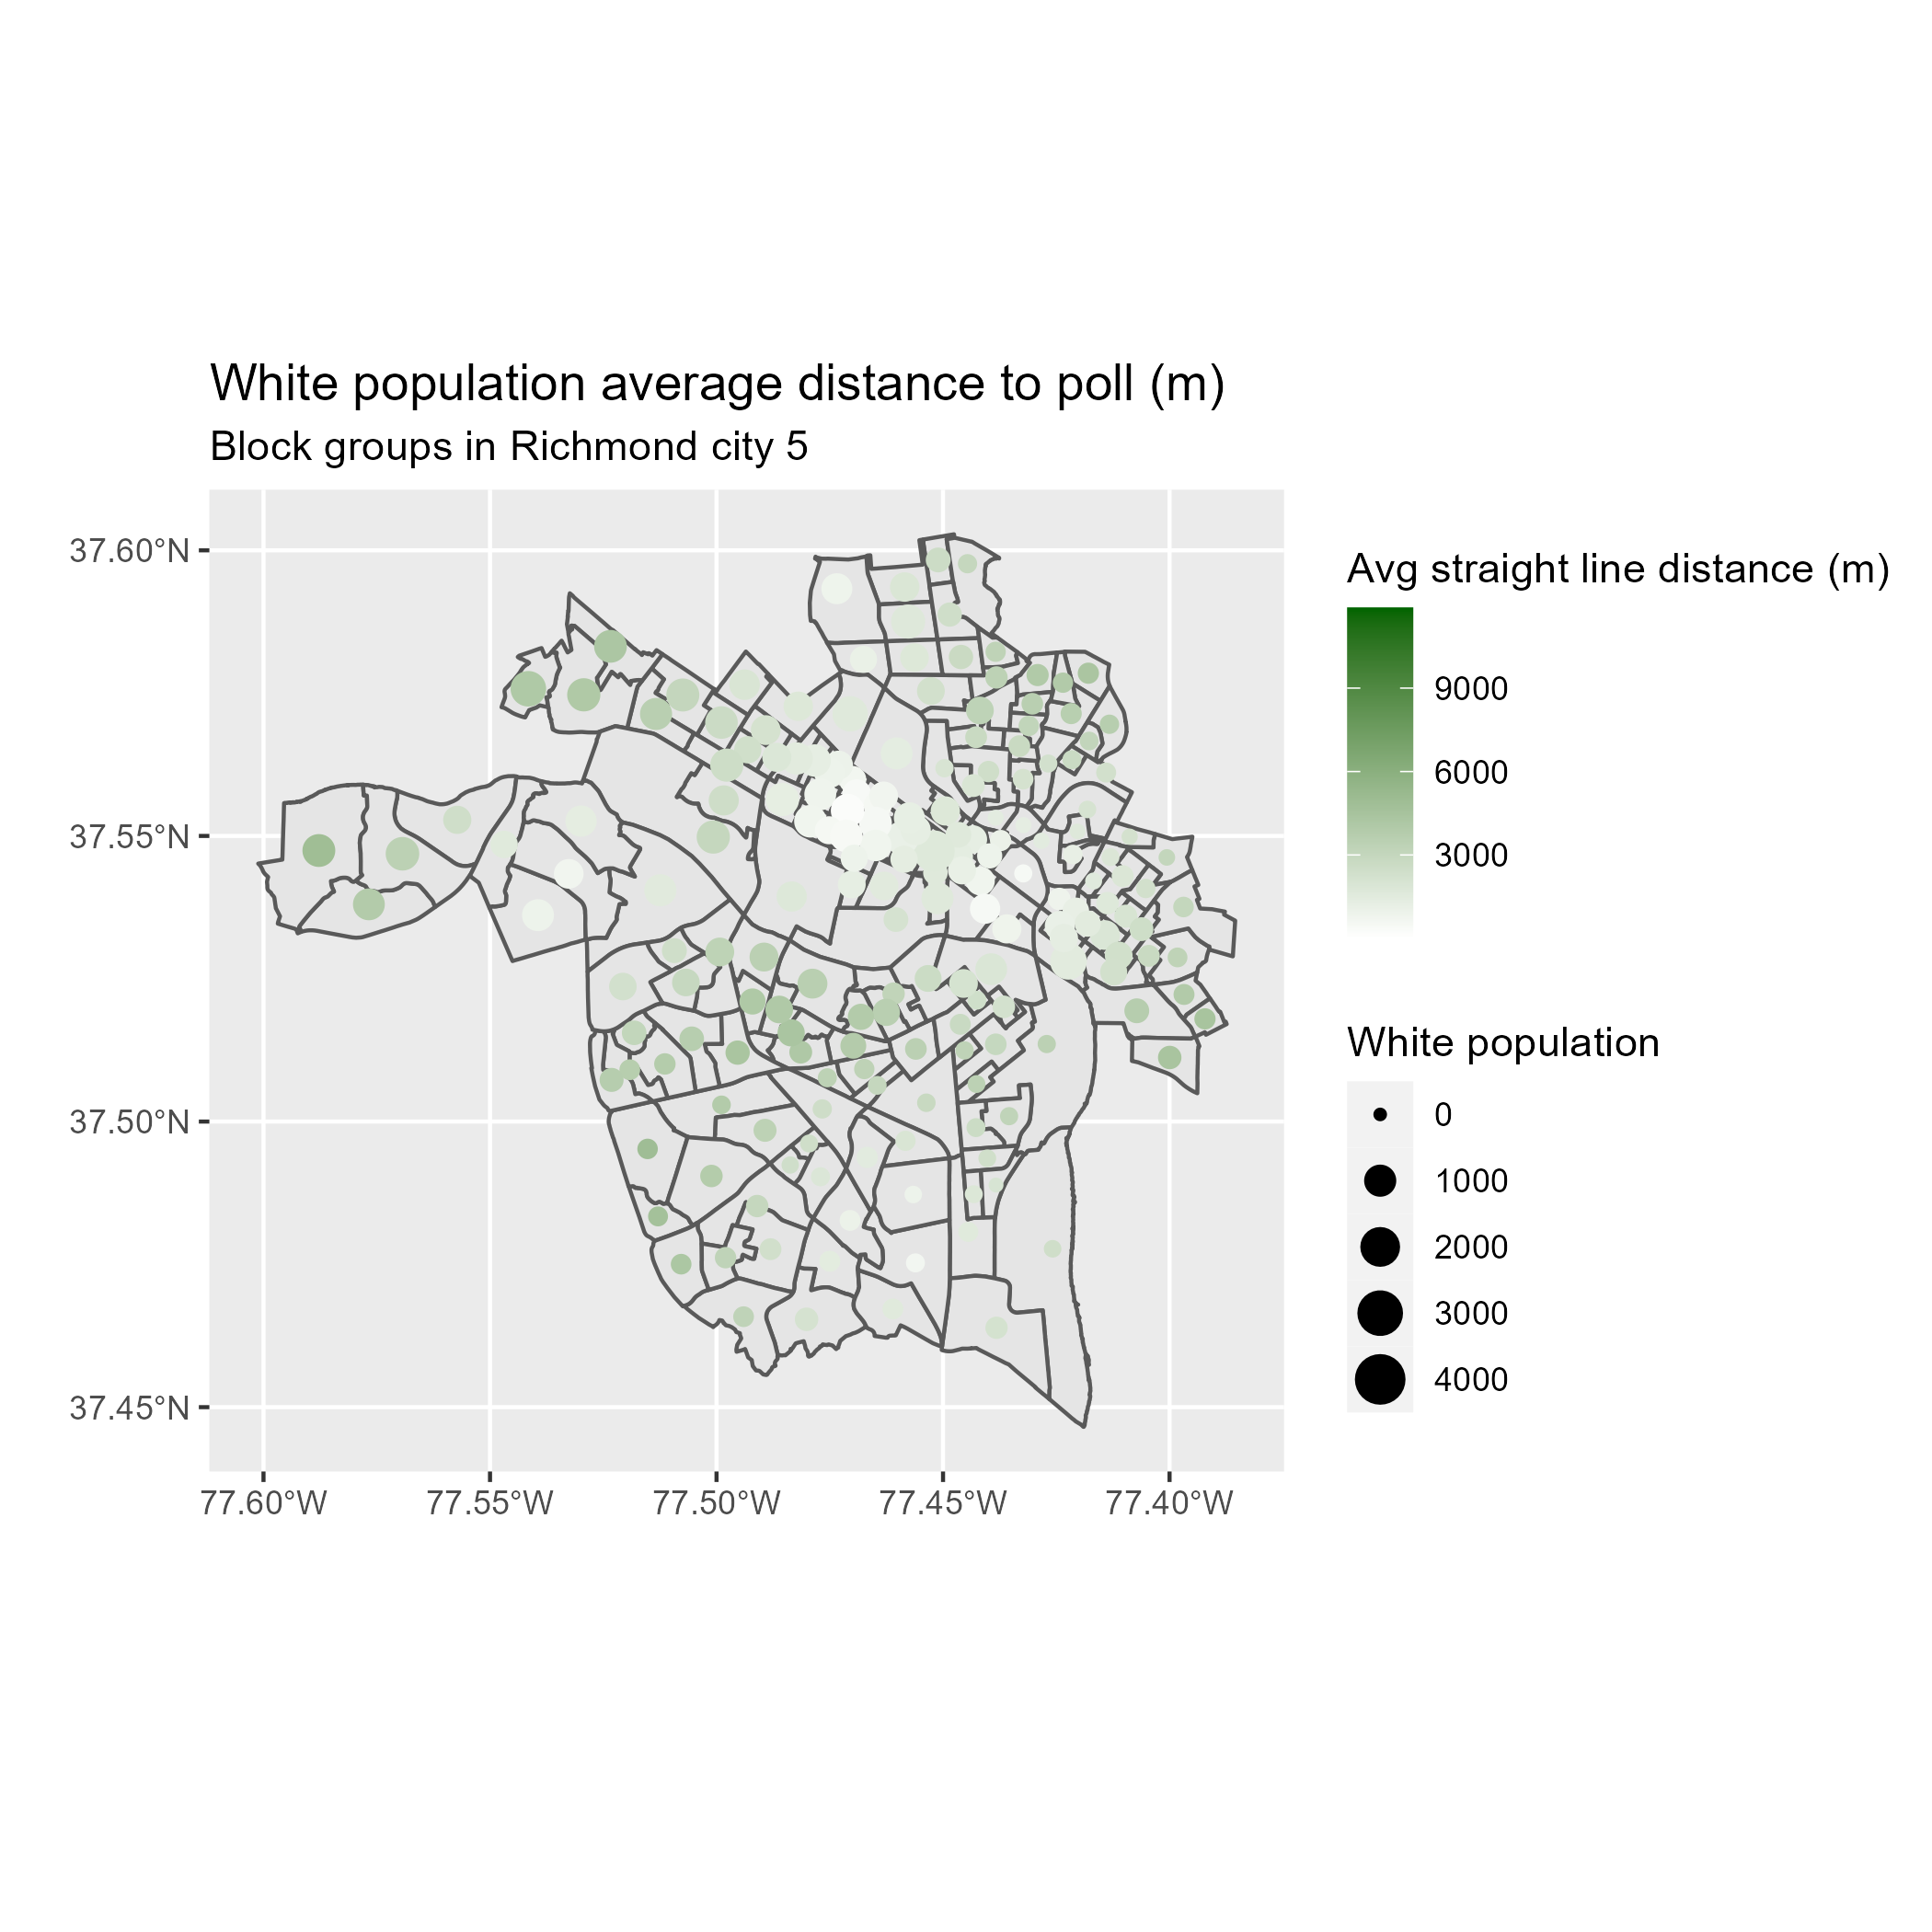 White population average distance to poll (m)
Block groups in Richmond city 5
37.60°N
37.55°N
37.50°N
37.45°N
77.60°W
77.55°W
77.50°W
77.45°W
77.40°W
Avg straight line distance (m)
9000
6000
3000
White population
0
1000
2000
3000
4000